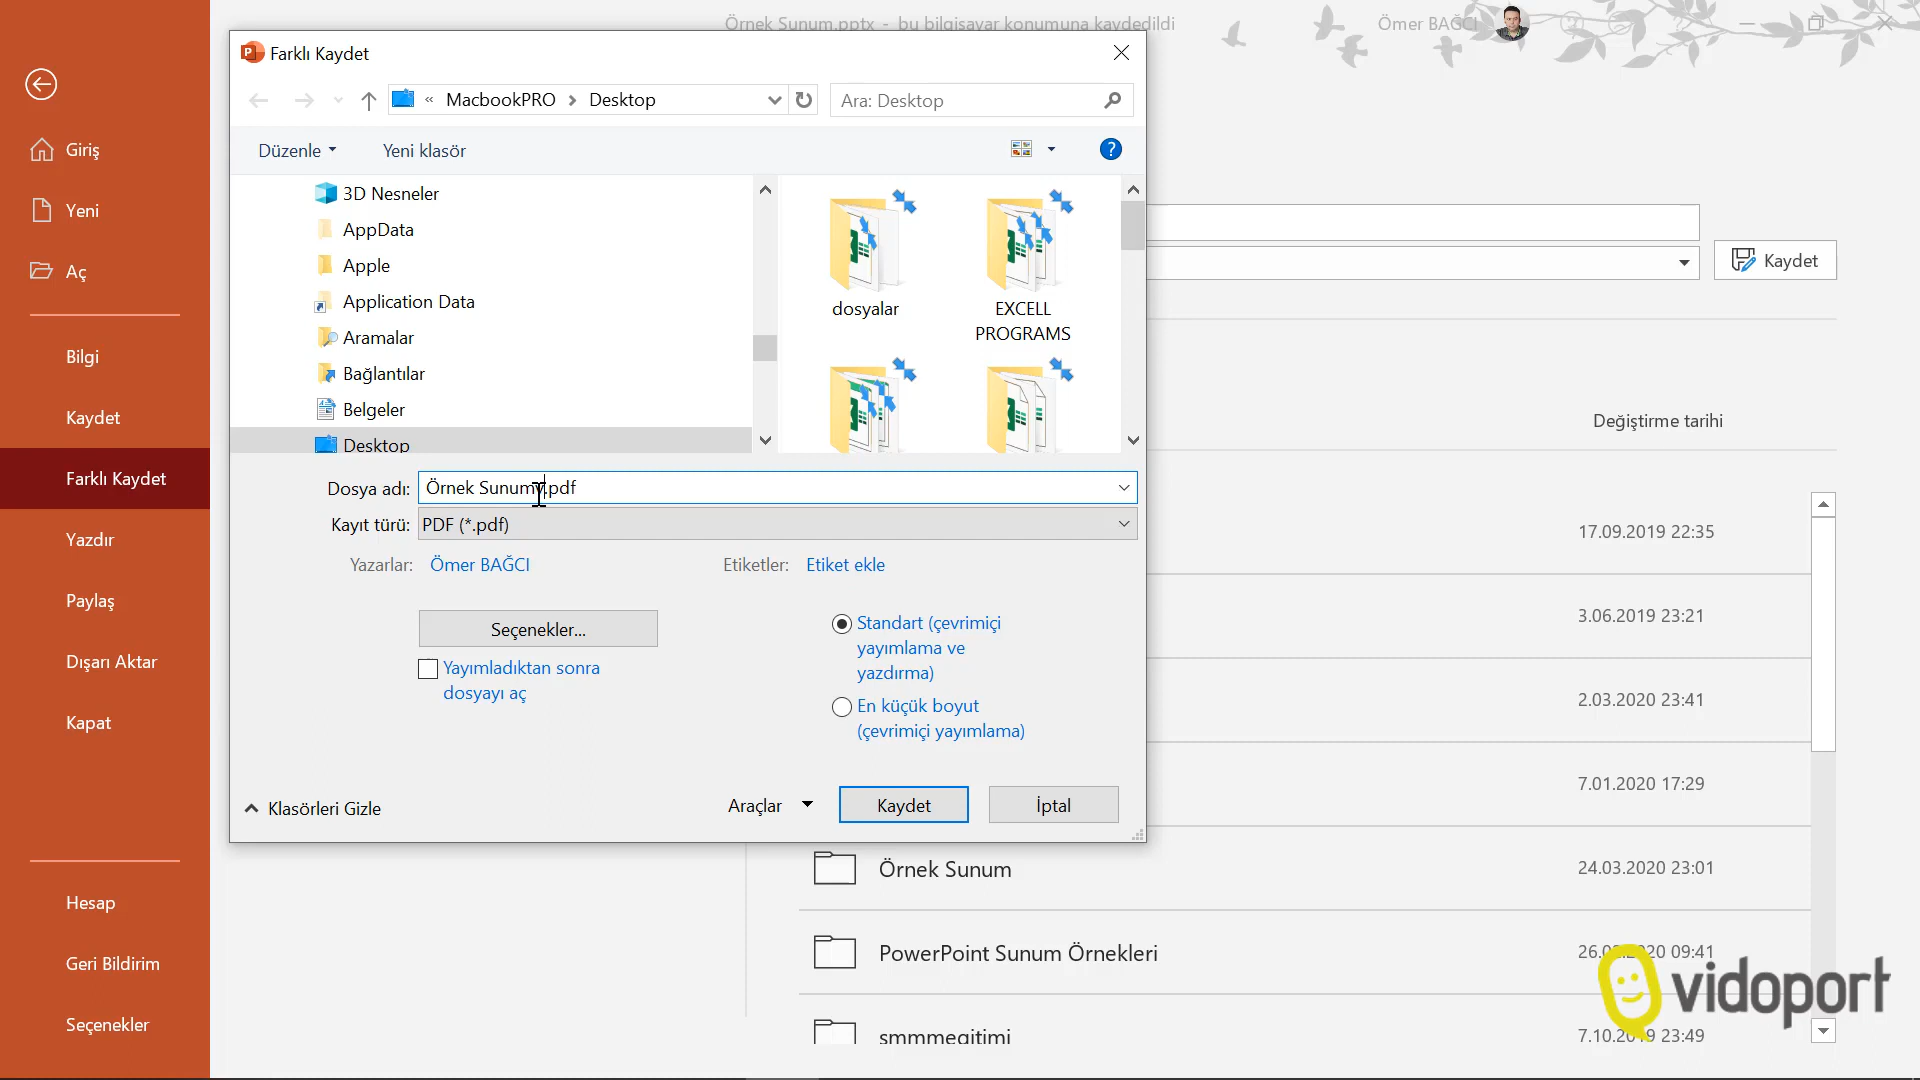 Örnek Sunum.pptx - bu bilgisayar konumuna kaydedildi
Ömer BAĞCI
Farklı Kaydet
« MacbookPRO > Desktop
Ara: Desktop
Düzenle
Yeni klasör
3D Nesneler
AppData
Apple
Application Data
Aramalar
Bağlantılar
Belgeler
Desktop
dosyalar
EXCELL
PROGRAMS
Dosya adı:
Kayıt türü: PDF (*.pdf)
Yazarlar: Ömer BAĞCI
Etiketler: Etiket ekle
Seçenekler...
Yayımladıktan sonra
dosyayı aç
Standart (çevrimiçi
yayımlama ve
yazdırma)
En küçük boyut
(çevrimiçi yayımlama)
Klasörleri Gizle
Araçlar
Kaydet
İptal
Giriş
Yeni
Aç
Bilgi
Kaydet
Farklı Kaydet
Yazdır
Paylaş
Dışarı Aktar
Kapat
Hesap
Geri Bildirim
Seçenekler
Kaydet
Değiştirme tarihi
17.09.2019 22:35
3.06.2019 23:21
2.03.2020 23:41
7.01.2020 17:29
Örnek Sunum
24.03.2020 23:01
PowerPoint Sunum Örnekleri
09:41
smmmegitimi
23:49
vidoport